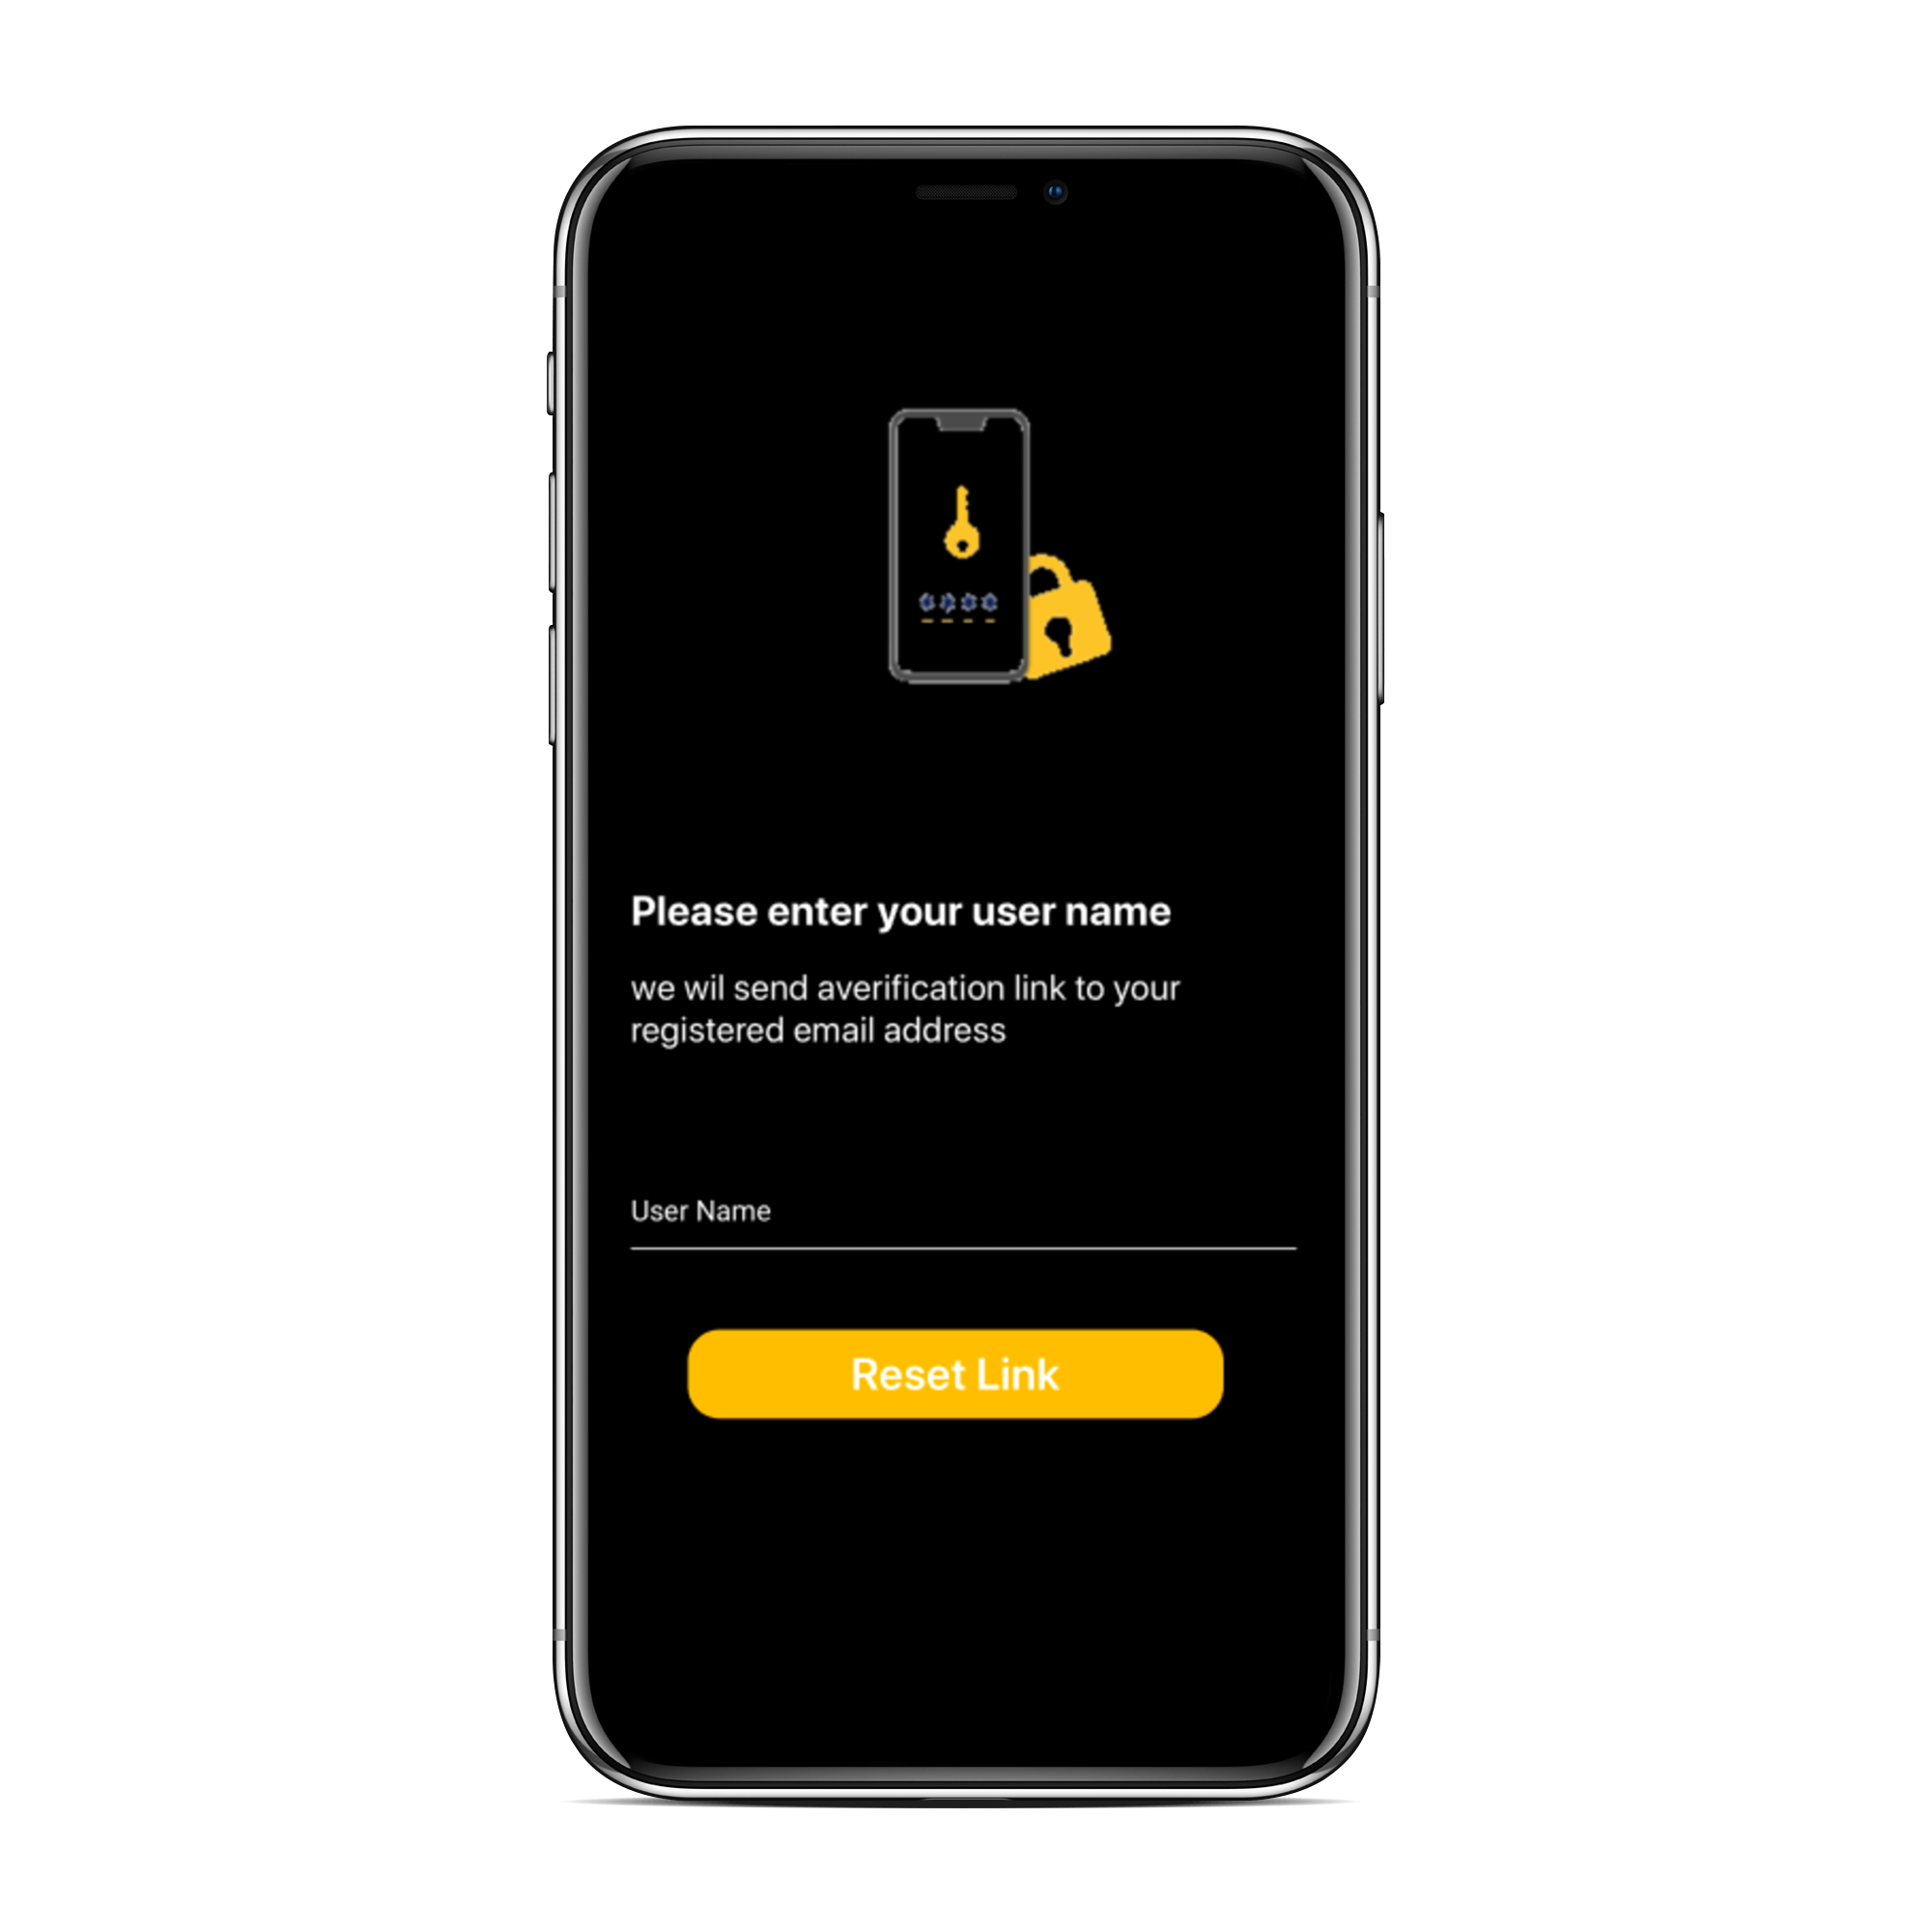 Please enter your user name
we wil send averification link to your
registered email address
User Name
Reset Link